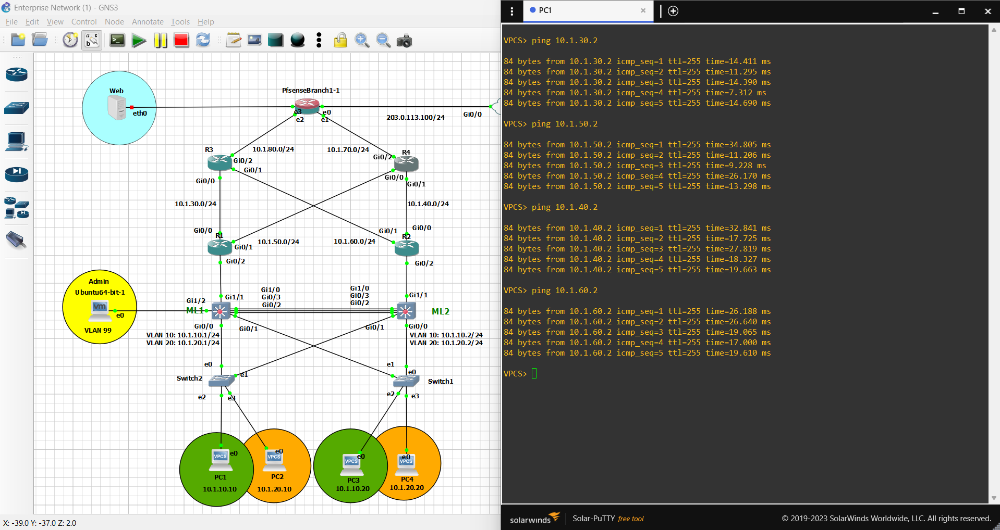 Enterprise Network (1) - GNS3
File Edit View Control Node Annotate Tools Help
Web
eth0
PfsenseBranch1-1
e3
e0
e2
e1
203.0.113.100/24
Gi0/0
R3
10.1.80.0/24
10.1.70.0/24
R4
Gi0/2
Gi0/2
Gi0/1
Gi0/0
Gi0/0
Gi0/1
10.1.30.0/24
10.1.40.0/24
Gi0/0
R1
Gi0/1
10.1.50.0/24
10.1.60.0/24
Gi0/1
Gi0/0
R2
Gi0/2
Gi0/2
Admin
Ubuntu64-bit-1
vm
e0
VLAN 99
Gi1/2
Gi1/1
ML1
Gi1/0
Gi0/3
Gi0/2
Gi1/0
Gi0/3
Gi0/2
Gi1/1
ML2
Gi0/0
Gi0/1
Gi0/1
Gi0/0
VLAN 10: 10.1.10.1/24
VLAN 20: 10.1.20.1/24
VLAN 10: 10.1.10.2/24
VLAN 20: 10.1.20.2/24
e0
e1
Switch2
e2
e3
e1
e0
Switch1
e2
e3
e0
VPCS
PC1
10.1.10.10
e0
VPCS
PC2
10.1.20.10
e0
VPCS
PC3
10.1.10.20
e0
VPCS
PC4
10.1.20.20
X: -39.0 Y: -37.0 Z: 2.0
PC1
VPCS> ping 10.1.30.2
84 bytes from 10.1.30.2 icmp_seq=1 ttl=255 time=14.411 ms
84 bytes from 10.1.30.2 icmp_seq=2 ttl=255 time=11.295 ms
84 bytes from 10.1.30.2 icmp_seq=3 ttl=255 time=14.390 ms
84 bytes from 10.1.30.2 icmp_seq=4 ttl=255 time=7.312 ms
84 bytes from 10.1.30.2 icmp_seq=5 ttl=255 time=14.690 ms
VPCS> ping 10.1.50.2
84 bytes from 10.1.50.2 icmp_seq=1 ttl=255 time=34.805 ms
84 bytes from 10.1.50.2 icmp_seq=2 ttl=255 time=11.206 ms
84 bytes from 10.1.50.2 icmp_seq=3 ttl=255 time=9.228 ms
84 bytes from 10.1.50.2 icmp_seq=4 ttl=255 time=26.170 ms
84 bytes from 10.1.50.2 icmp_seq=5 ttl=255 time=13.298 ms
VPCS> ping 10.1.40.2
84 bytes from 10.1.40.2 icmp_seq=1 ttl=255 time=32.841 ms
84 bytes from 10.1.40.2 icmp_seq=2 ttl=255 time=17.725 ms
84 bytes from 10.1.40.2 icmp_seq=3 ttl=255 time=27.819 ms
84 bytes from 10.1.40.2 icmp_seq=4 ttl=255 time=18.327 ms
84 bytes from 10.1.40.2 icmp_seq=5 ttl=255 time=19.663 ms
VPCS> ping 10.1.60.2
84 bytes from 10.1.60.2 icmp_seq=1 ttl=255 time=26.188 ms
84 bytes from 10.1.60.2 icmp_seq=2 ttl=255 time=26.640 ms
84 bytes from 10.1.60.2 icmp_seq=3 ttl=255 time=19.065 ms
84 bytes from 10.1.60.2 icmp_seq=4 ttl=255 time=17.000 ms
84 bytes from 10.1.60.2 icmp_seq=5 ttl=255 time=19.610 ms
VPCS>
solarwinds Solar-PuTTY free tool
© 2019-2023 SolarWinds Worldwide, LLC. All rights reserved.